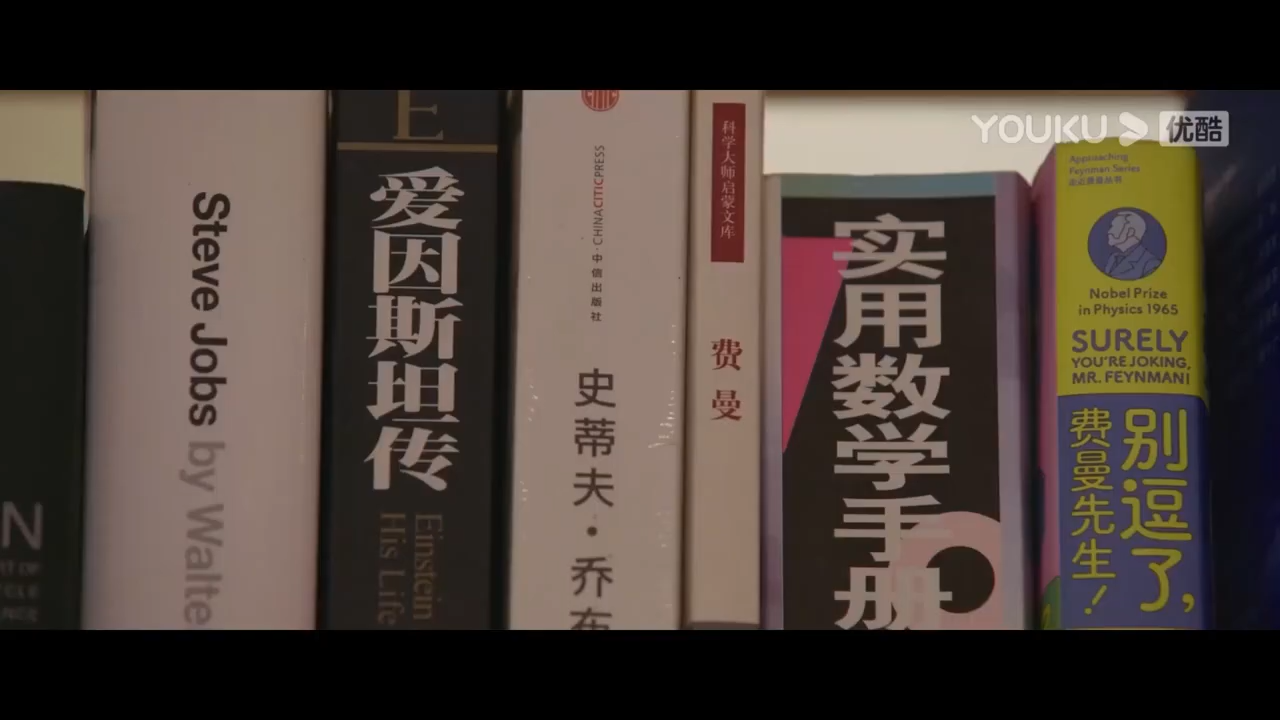 YOUKU 优酷
N
Steve Jobs by Walte
E
爱因斯坦传
Einstein
His Life
CHINACITICPRESS·中信出版社
史蒂夫·乔布
科学大师启蒙文库
费曼
实用数学手册
Approaching
Feynman Series
Nobel Prize
in Physics 1965
SURELY
YOU'RE JOKING,
MR. FEYNMAN!
别逗了,
费曼先生!